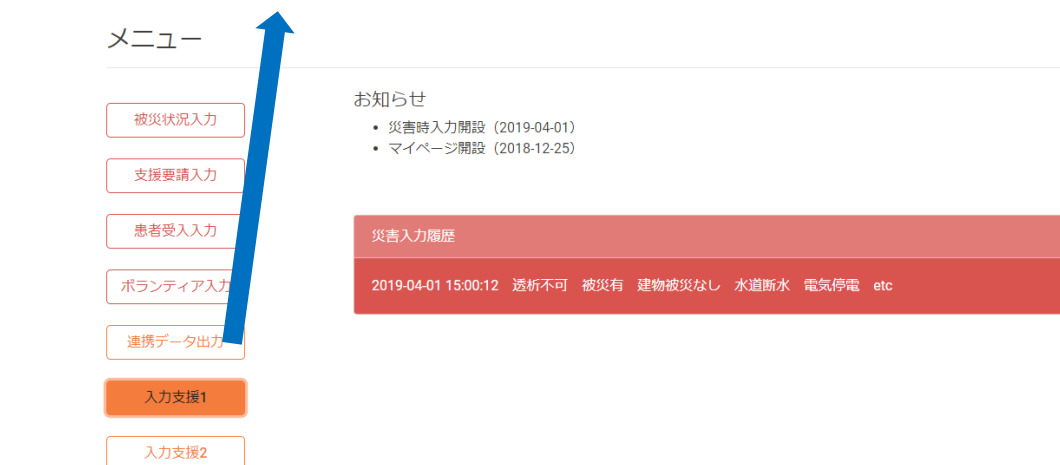 メニュー
被災状況入力
支援要請入力
患者受入入力
ボランティア入力
連携データ出力
入力支援1
入力支援2
お知らせ
• 災害時入力開設（2019-04-01）
• マイページ開設（2018-12-25）
災害入力履歴
2019-04-01 15:00:12 透析不可 被災有 建物被災なし 水道断水 電気停電 etc